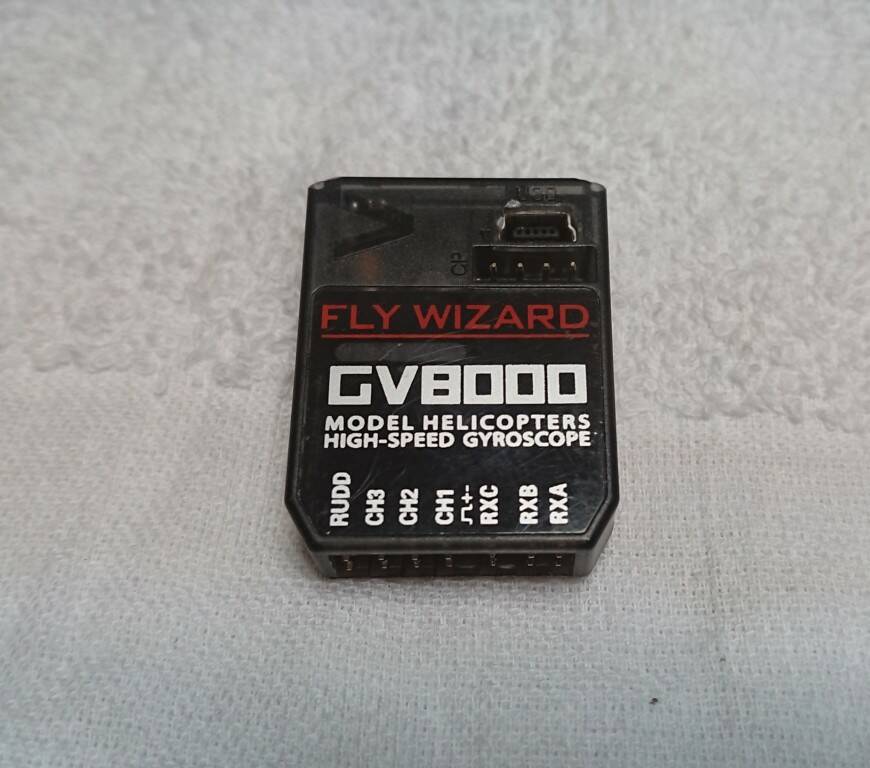 USB
CP
FLY WIZARD
GV8000
MODEL HELICOPTERS
HIGH-SPEED GYROSCOPE
RUDD
CH3
CH2
CH1
⎍+-
RXC
RXB
RXA